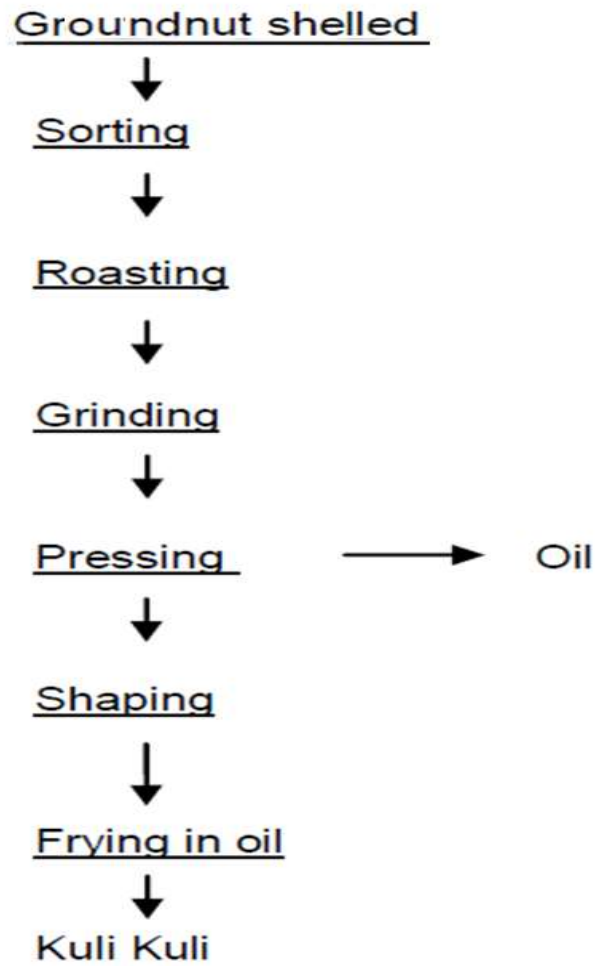 Groundnut shelled
Sorting
Roasting
Grinding
Pressing
Oil
Shaping
Frying in oil
Kuli Kuli